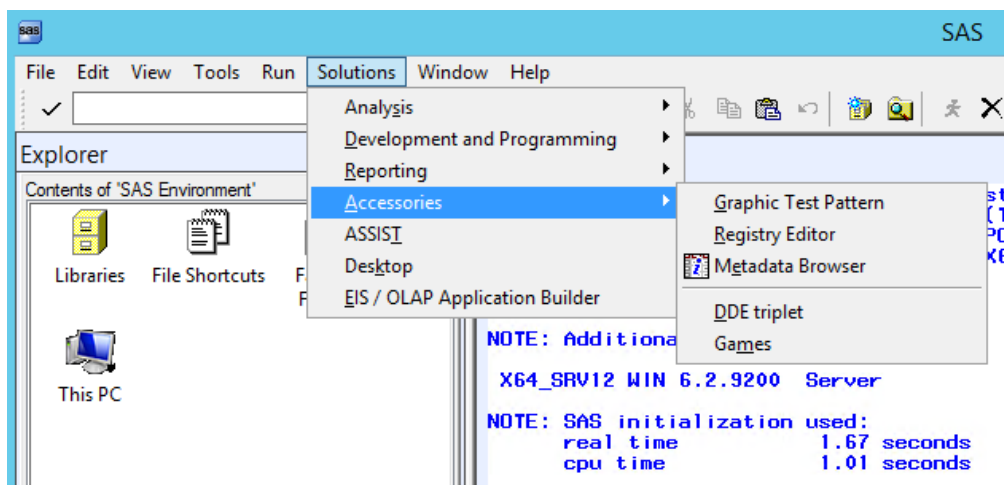 sas
SAS
File Edit View Tools Run Solutions Window Help
Analysis
Development and Programming
Reporting
Accessories
ASSIST
Desktop
EIS / OLAP Application Builder
Graphic Test Pattern
Registry Editor
Metadata Browser
DDE triplet
Games
Explorer
Contents of 'SAS Environment'
Libraries
File Shortcuts
This PC
NOTE: Additiona
X64_SRV12 WIN 6.2.9200 Server
NOTE: SAS initialization used:
real time 1.67 seconds
cpu time 1.01 seconds